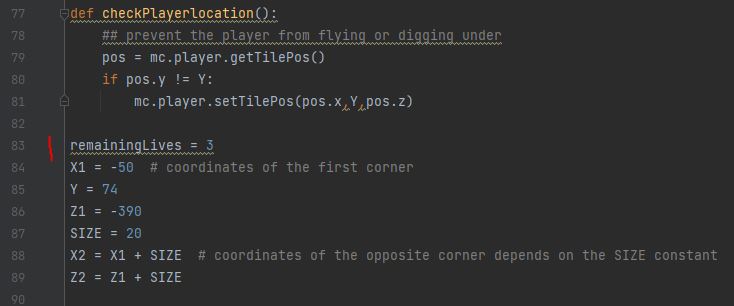 77 def checkPlayerlocation():
78     ## prevent the player from flying or digging under
79     pos = mc.player.getTilePos()
80     if pos.y != Y:
81         mc.player.setTilePos(pos.x,Y,pos.z)
82
83 remainingLives = 3
84 X1 = -50  # coordinates of the first corner
85 Y = 74
86 Z1 = -390
87 SIZE = 20
88 X2 = X1 + SIZE  # coordinates of the opposite corner depends on the SIZE constant
89 Z2 = Z1 + SIZE
90